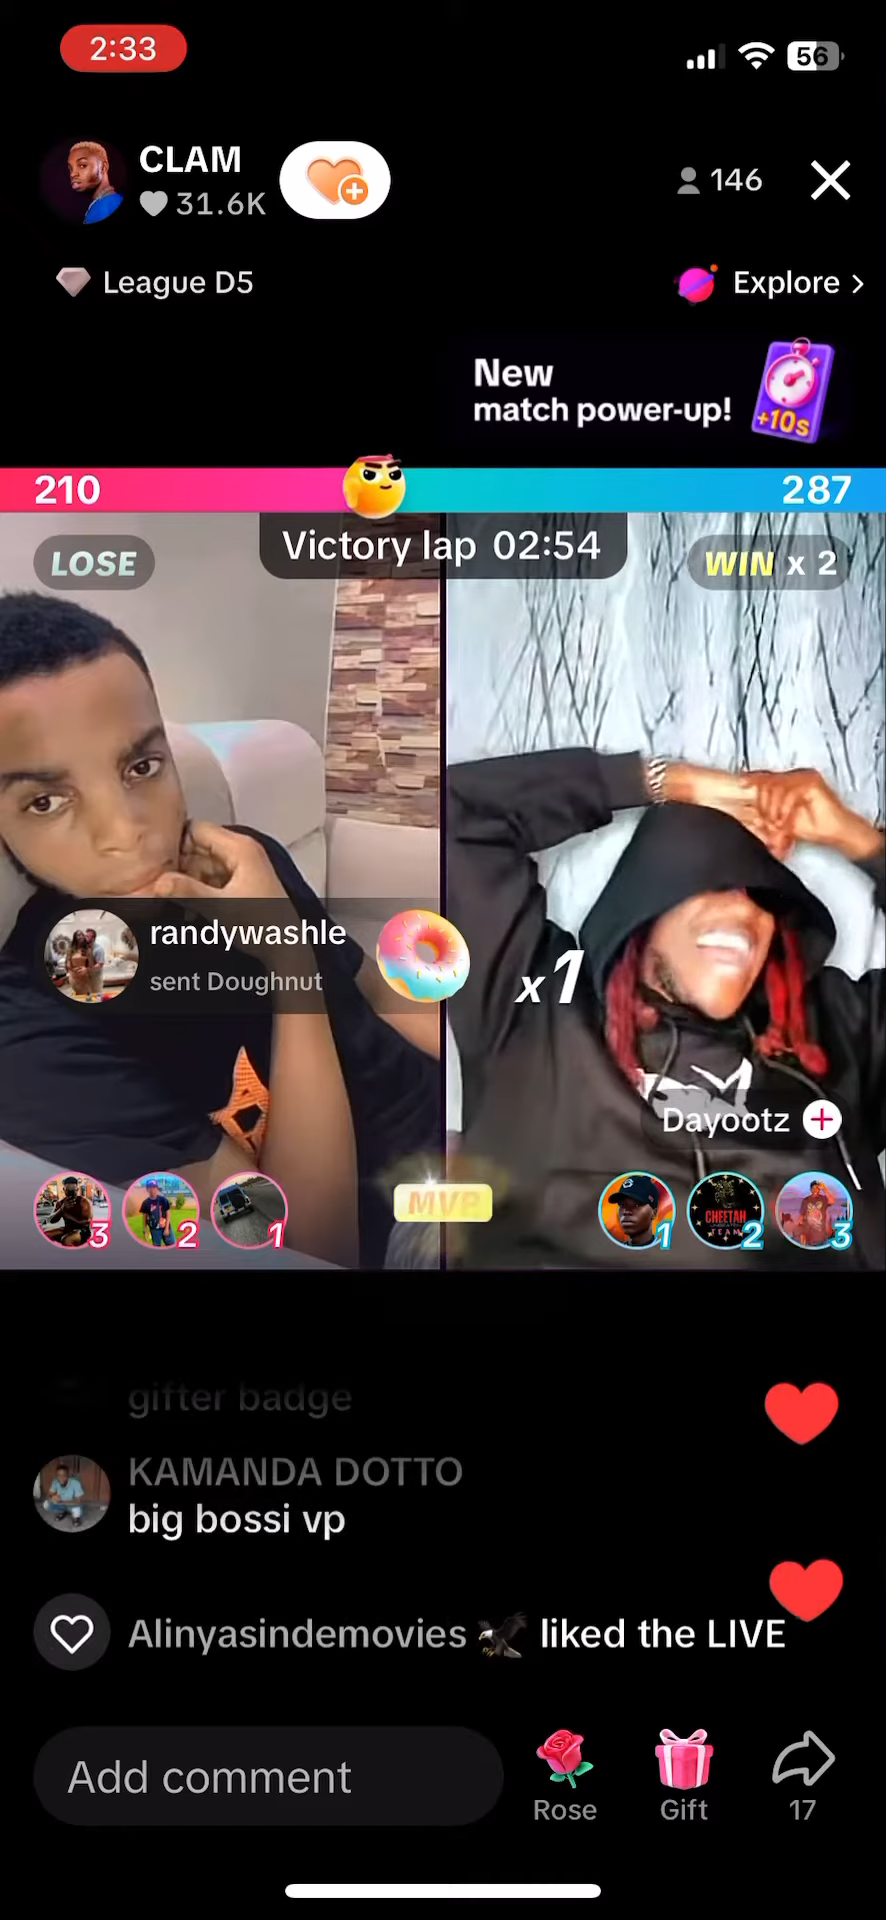 2:33
56
CLAM
31.6K
146
League D5
Explore >
New
match power-up!
+10s
210
287
LOSE
Victory lap 02:54
WIN x 2
randywashle
sent Doughnut
x1
Dayootz
MVP
3
2
1
1
CHEETAH
TEAM
2
3
gifter badge
KAMANDA DOTTO
big bossi vp
Alinyasindemovies 🦅 liked the LIVE
Add comment
Rose
Gift
17